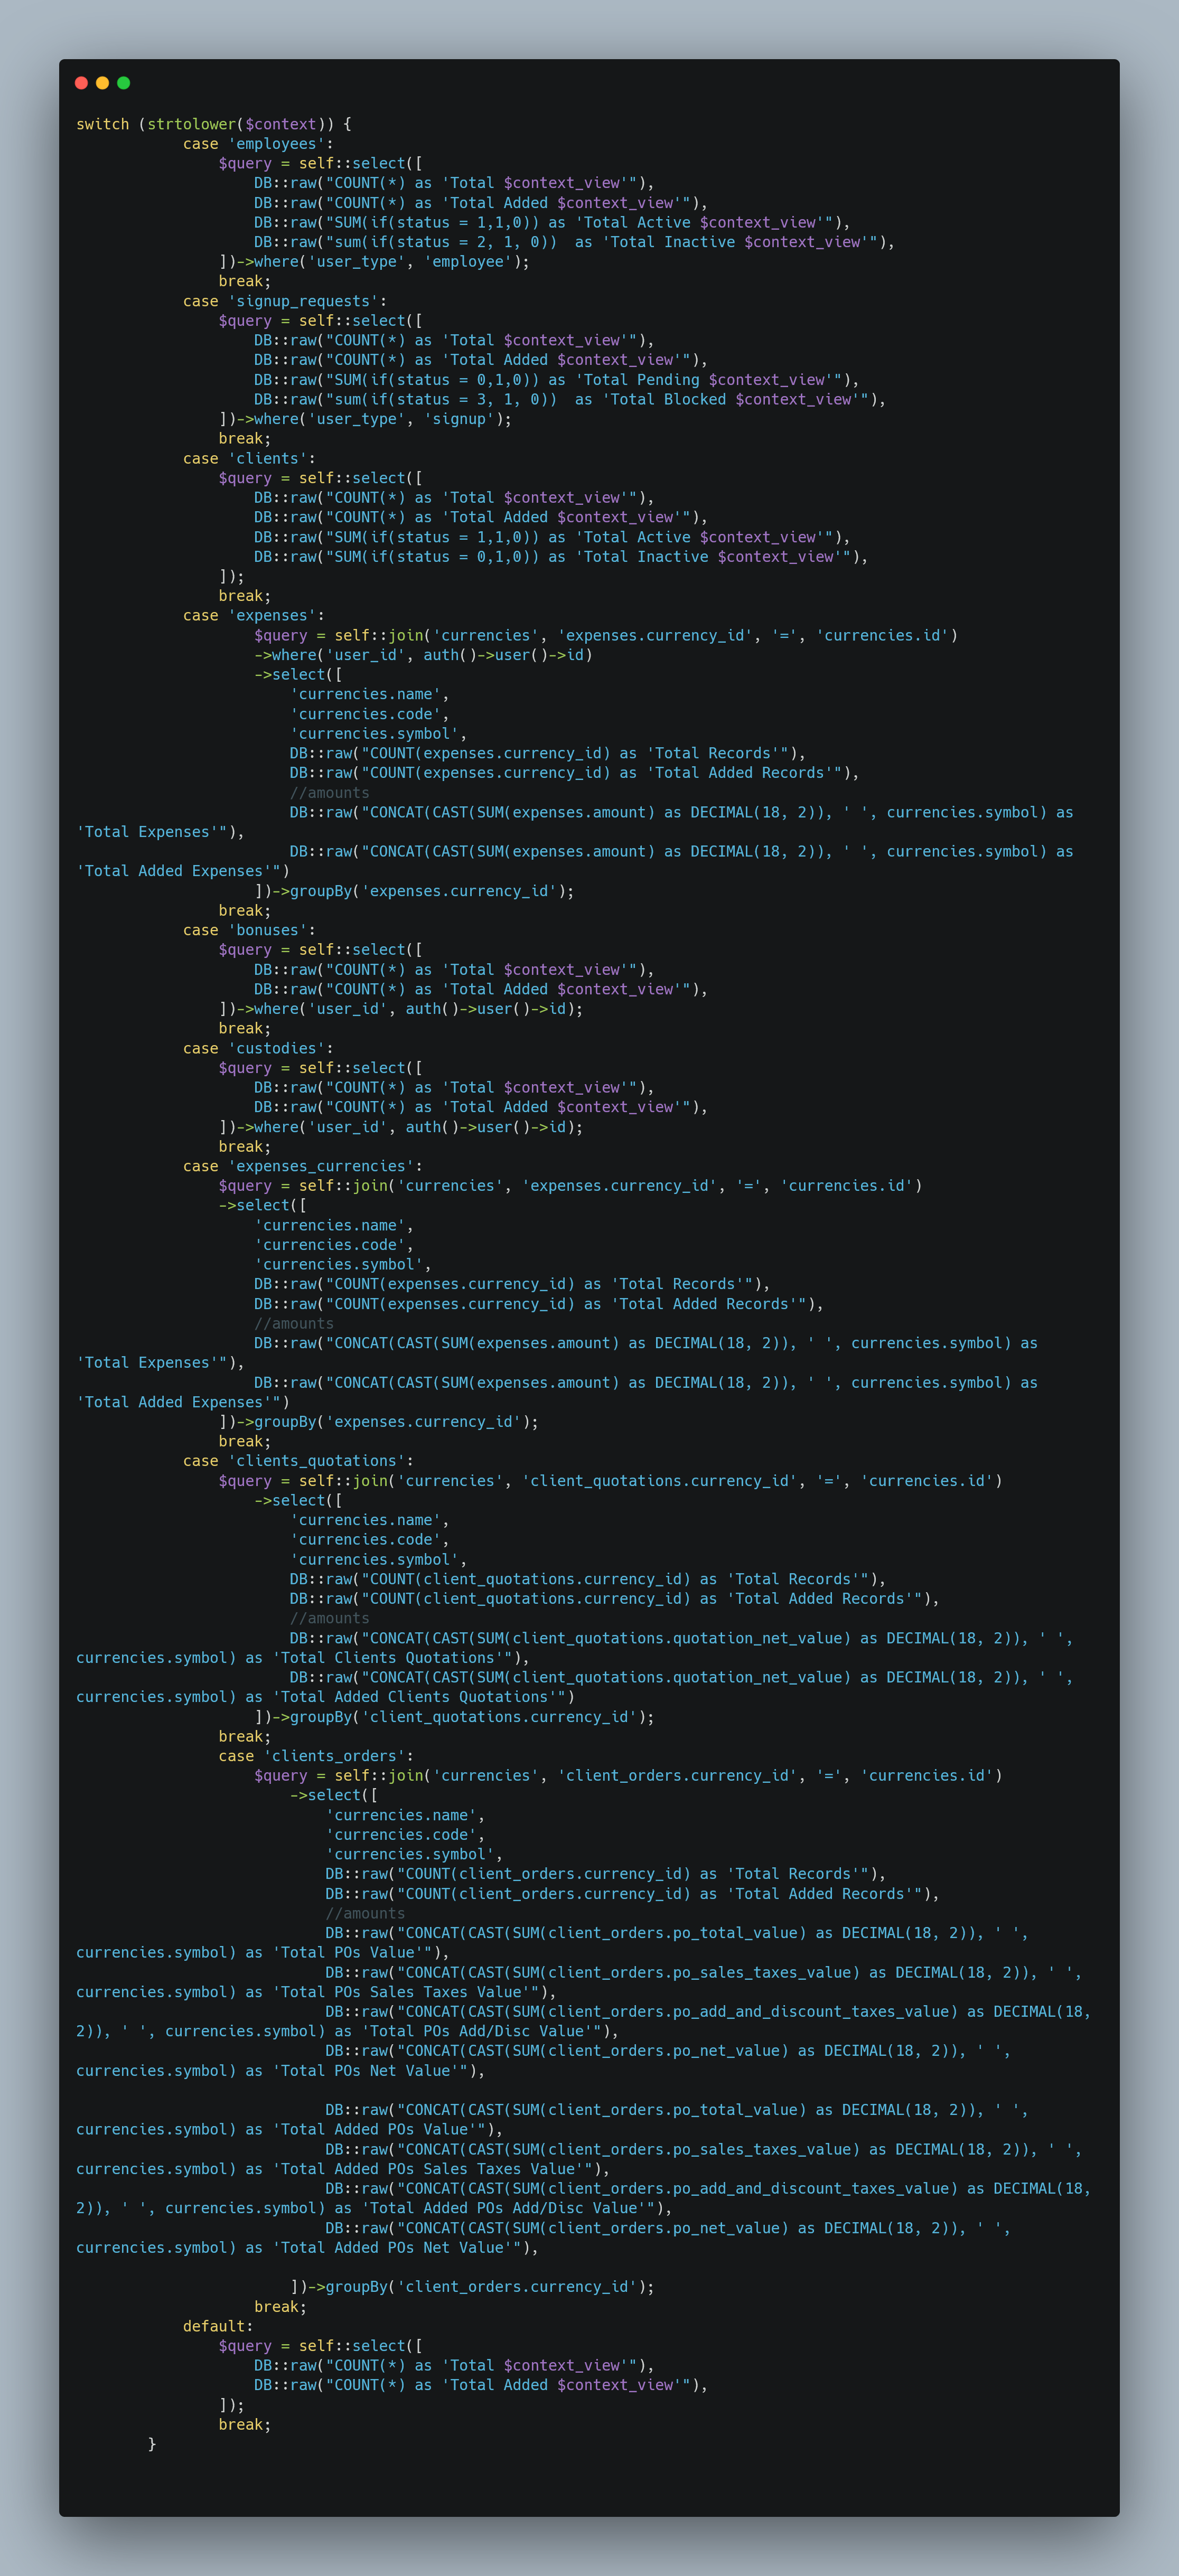 switch (strtolower($context)) {
            case 'employees':
                $query = self::select([
                    DB::raw("COUNT(*) as 'Total $context_view'"),
                    DB::raw("COUNT(*) as 'Total Added $context_view'"),
                    DB::raw("SUM(if(status = 1,1,0)) as 'Total Active $context_view'"),
                    DB::raw("sum(if(status = 2, 1, 0))  as 'Total Inactive $context_view'"),
                ])->where('user_type', 'employee');
                break;
            case 'signup_requests':
                $query = self::select([
                    DB::raw("COUNT(*) as 'Total $context_view'"),
                    DB::raw("COUNT(*) as 'Total Added $context_view'"),
                    DB::raw("SUM(if(status = 0,1,0)) as 'Total Pending $context_view'"),
                    DB::raw("sum(if(status = 3, 1, 0))  as 'Total Blocked $context_view'"),
                ])->where('user_type', 'signup');
                break;
            case 'clients':
                $query = self::select([
                    DB::raw("COUNT(*) as 'Total $context_view'"),
                    DB::raw("COUNT(*) as 'Total Added $context_view'"),
                    DB::raw("SUM(if(status = 1,1,0)) as 'Total Active $context_view'"),
                    DB::raw("SUM(if(status = 0,1,0)) as 'Total Inactive $context_view'"),
                ]);
                break;
            case 'expenses':
                    $query = self::join('currencies', 'expenses.currency_id', '=', 'currencies.id')
                    ->where('user_id', auth()->user()->id)
                    ->select([
                        'currencies.name',
                        'currencies.code',
                        'currencies.symbol',
                        DB::raw("COUNT(expenses.currency_id) as 'Total Records'"),
                        DB::raw("COUNT(expenses.currency_id) as 'Total Added Records'"),
                        //amounts
                        DB::raw("CONCAT(CAST(SUM(expenses.amount) as DECIMAL(18, 2)), ' ', currencies.symbol) as
'Total Expenses'"),
                        DB::raw("CONCAT(CAST(SUM(expenses.amount) as DECIMAL(18, 2)), ' ', currencies.symbol) as
'Total Added Expenses'")
                    ])->groupBy('expenses.currency_id');
                break;
            case 'bonuses':
                $query = self::select([
                    DB::raw("COUNT(*) as 'Total $context_view'"),
                    DB::raw("COUNT(*) as 'Total Added $context_view'"),
                ])->where('user_id', auth()->user()->id);
                break;
            case 'custodies':
                $query = self::select([
                    DB::raw("COUNT(*) as 'Total $context_view'"),
                    DB::raw("COUNT(*) as 'Total Added $context_view'"),
                ])->where('user_id', auth()->user()->id);
                break;
            case 'expenses_currencies':
                $query = self::join('currencies', 'expenses.currency_id', '=', 'currencies.id')
                ->select([
                    'currencies.name',
                    'currencies.code',
                    'currencies.symbol',
                    DB::raw("COUNT(expenses.currency_id) as 'Total Records'"),
                    DB::raw("COUNT(expenses.currency_id) as 'Total Added Records'"),
                    //amounts
                    DB::raw("CONCAT(CAST(SUM(expenses.amount) as DECIMAL(18, 2)), ' ', currencies.symbol) as
'Total Expenses'"),
                    DB::raw("CONCAT(CAST(SUM(expenses.amount) as DECIMAL(18, 2)), ' ', currencies.symbol) as
'Total Added Expenses'")
                ])->groupBy('expenses.currency_id');
                break;
            case 'clients_quotations':
                $query = self::join('currencies', 'client_quotations.currency_id', '=', 'currencies.id')
                    ->select([
                        'currencies.name',
                        'currencies.code',
                        'currencies.symbol',
                        DB::raw("COUNT(client_quotations.currency_id) as 'Total Records'"),
                        DB::raw("COUNT(client_quotations.currency_id) as 'Total Added Records'"),
                        //amounts
                        DB::raw("CONCAT(CAST(SUM(client_quotations.quotation_net_value) as DECIMAL(18, 2)), ' ',
currencies.symbol) as 'Total Clients Quotations'"),
                        DB::raw("CONCAT(CAST(SUM(client_quotations.quotation_net_value) as DECIMAL(18, 2)), ' ',
currencies.symbol) as 'Total Added Clients Quotations'")
                    ])->groupBy('client_quotations.currency_id');
                break;
                case 'clients_orders':
                    $query = self::join('currencies', 'client_orders.currency_id', '=', 'currencies.id')
                        ->select([
                            'currencies.name',
                            'currencies.code',
                            'currencies.symbol',
                            DB::raw("COUNT(client_orders.currency_id) as 'Total Records'"),
                            DB::raw("COUNT(client_orders.currency_id) as 'Total Added Records'"),
                            //amounts
                            DB::raw("CONCAT(CAST(SUM(client_orders.po_total_value) as DECIMAL(18, 2)), ' ',
currencies.symbol) as 'Total POs Value'"),
                            DB::raw("CONCAT(CAST(SUM(client_orders.po_sales_taxes_value) as DECIMAL(18, 2)), ' ',
currencies.symbol) as 'Total POs Sales Taxes Value'"),
                            DB::raw("CONCAT(CAST(SUM(client_orders.po_add_and_discount_taxes_value) as DECIMAL(18,
2)), ' ', currencies.symbol) as 'Total POs Add/Disc Value'"),
                            DB::raw("CONCAT(CAST(SUM(client_orders.po_net_value) as DECIMAL(18, 2)), ' ',
currencies.symbol) as 'Total POs Net Value'"),

                            DB::raw("CONCAT(CAST(SUM(client_orders.po_total_value) as DECIMAL(18, 2)), ' ',
currencies.symbol) as 'Total Added POs Value'"),
                            DB::raw("CONCAT(CAST(SUM(client_orders.po_sales_taxes_value) as DECIMAL(18, 2)), ' ',
currencies.symbol) as 'Total Added POs Sales Taxes Value'"),
                            DB::raw("CONCAT(CAST(SUM(client_orders.po_add_and_discount_taxes_value) as DECIMAL(18,
2)), ' ', currencies.symbol) as 'Total Added POs Add/Disc Value'"),
                            DB::raw("CONCAT(CAST(SUM(client_orders.po_net_value) as DECIMAL(18, 2)), ' ',
currencies.symbol) as 'Total Added POs Net Value'"),

                        ])->groupBy('client_orders.currency_id');
                    break;
            default:
                $query = self::select([
                    DB::raw("COUNT(*) as 'Total $context_view'"),
                    DB::raw("COUNT(*) as 'Total Added $context_view'"),
                ]);
                break;
        }